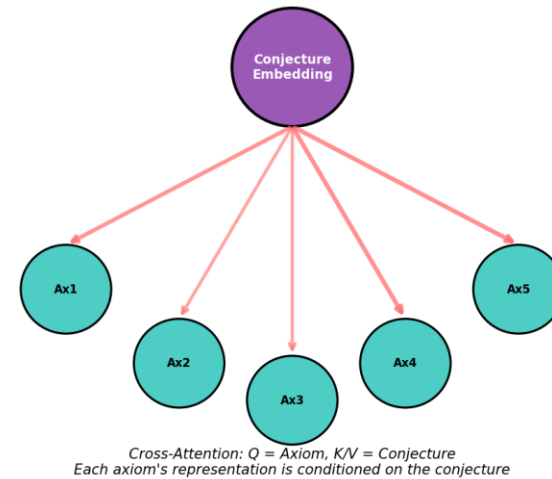 Conjecture
Embedding
Ax1
Ax5
Ax2
Ax4
Ax3
Cross-Attention: Q = Axiom, K/V = Conjecture
Each axiom's representation is conditioned on the conjecture